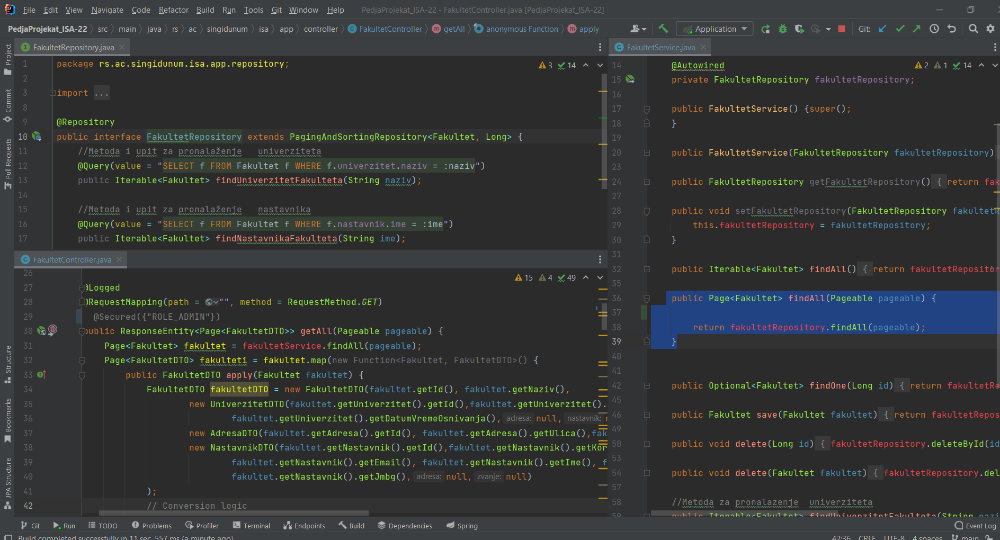 File Edit View Navigate Code Refactor Build Run Tools Git Window Help PedjaProjekat_ISA-22 - FakultetController.java [PedjaProjekat_ISA-22]
PedjaProjekat_ISA-22 src main java rs ac singidunum isa app controller FakultetController getAll anonymous Function apply Application Git:
Project
Commit
Pull Requests
Structure
Bookmarks
JPA Structure
FakultetRepository.java
3 14
1 package rs.ac.singidunum.isa.app.repository;
2
3 import ...
8
9 @Repository
10 public interface FakultetRepository extends PagingAndSortingRepository<Fakultet, Long> {
11 //Metoda i upit za pronalaženje univerziteta
12 @Query(value = "SELECT f FROM Fakultet f WHERE f.univerzitet.naziv = :naziv")
13 public Iterable<Fakultet> findUniverzitetFakulteta(String naziv);
14
15 //Metoda i upit za pronalaženje nastavnika
16 @Query(value = "SELECT f FROM Fakultet f WHERE f.nastavnik.ime = :ime")
17 public Iterable<Fakultet> findNastavnikaFakulteta(String ime);
FakultetController.java
15 4 49
26
27 @Logged
28 @RequestMapping(path = "", method = RequestMethod.GET)
29 @Secured({"ROLE_ADMIN"})
30 public ResponseEntity<Page<FakultetDTO>> getAll(Pageable pageable) {
31 Page<Fakultet> fakultet = fakultetService.findAll(pageable);
32 Page<FakultetDTO> fakulteti = fakultet.map(new Function<Fakultet, FakultetDTO>() {
33 public FakultetDTO apply(Fakultet fakultet) {
34 FakultetDTO fakultetDTO = new FakultetDTO(fakultet.getId(), fakultet.getNaziv(),
35 new UniverzitetDTO(fakultet.getUniverzitet().getId(),fakultet.getUniverzitet().
36 fakultet.getUniverzitet().getDatumVremeOsnivanja(), adresa: null, nastavnik:
37 new AdresaDTO(fakultet.getAdresa().getId(), fakultet.getAdresa().getUlica(),fak
38 new NastavnikDTO(fakultet.getNastavnik().getId(),fakultet.getNastavnik().getKor
39 fakultet.getNastavnik().getEmail(), fakultet.getNastavnik().getIme(), f
40 fakultet.getNastavnik().getJmbg(), adresa: null, zvanje: null)
41 );
42 // Conversion logic
FakultetService.java
2 1 14
14 @Autowired
15 private FakultetRepository fakultetRepository;
16
17 public FakultetService() {super();
18 }
19
20 public FakultetService(FakultetRepository fakultetRepository)
23
24 public FakultetRepository getFakultetRepository() { return fak
27
28 public void setFakultetRepository(FakultetRepository fakultetR
29 this.fakultetRepository = fakultetRepository;
30 }
31
32 public Iterable<Fakultet> findAll() { return fakultetRepositor
35
36 public Page<Fakultet> findAll(Pageable pageable) {
37
38 return fakultetRepository.findAll(pageable);
39 }
40
41
42 public Optional<Fakultet> findOne(Long id) { return fakultetRe
45
46 public Fakultet save(Fakultet fakultet) { return fakultetRepos
49
50 public void delete(Long id) { fakultetRepository.deleteById(id
53
54 public void delete(Fakultet fakultet) { fakultetRepository.del
57
58 //Metoda za pronalazenje univerziteta
59 public Iterable<Fakultet> findUniverzitetFakulteta(String nazi
Git Run TODO Problems Profiler Terminal Endpoints Build Dependencies Spring Event Log
Build completed successfully in 11 sec, 557 ms (a minute ago) 42:36 CRLF UTF-8 4 spaces main